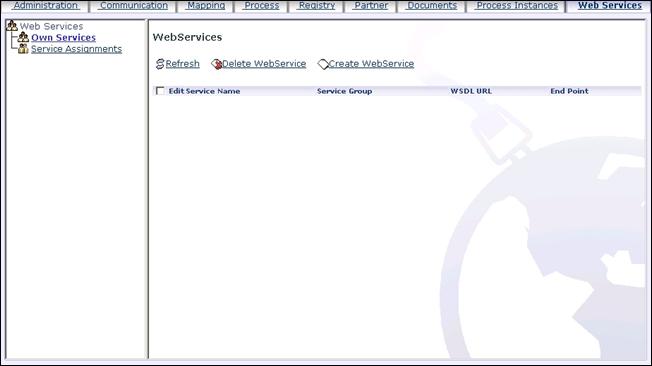 Administration Communication Mapping Process Registry Partner Documents Process Instances Web Services
Web Services
Own Services
Service Assignments
WebServices
Refresh Delete WebService Create WebService
Edit Service Name Service Group WSDL URL End Point